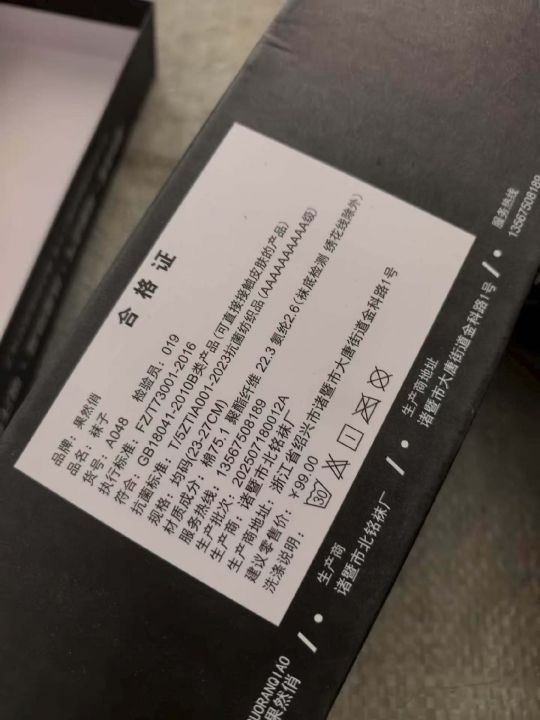 合格证
品牌：果然俏
品名：袜子
货号：A048 检验员：019
执行标准：FZ/T73001-2016
符合：GB18041-2010B类产品(可直接接触皮肤的产品)
抗菌标准：T/5ZTIA001-2023抗菌纺织品(AAAAAAAAAA级)
规格：均码(23-27CM)
材质成分：棉75.1 聚酯纤维 22.3 氨纶2.6(袜底检测 绣花线除外)
服务热线：13567508189
生产批次：202507180012A
生产商：诸暨市北铭袜厂
生产商地址：浙江省绍兴市诸暨市大唐街道金科路1号
建议零售价：￥99.00
洗涤说明：
30
UORANQIAO
果然俏
生产商
诸暨市北铭袜厂
生产商地址
诸暨市大唐街道金科路1号
服务热线
13567508189